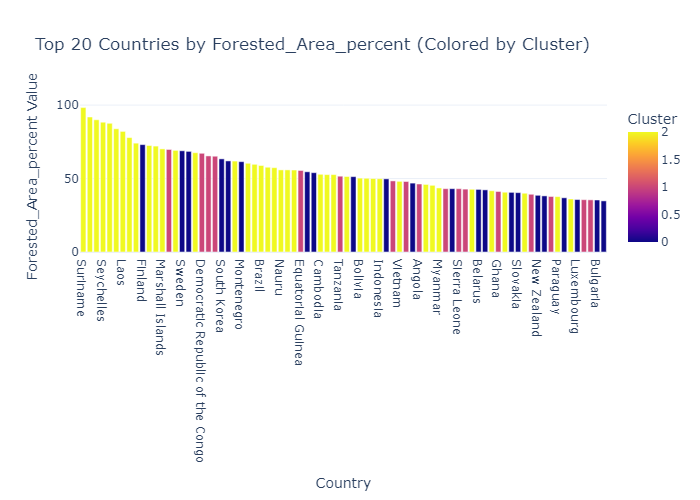 Top 20 Countries by Forested_Area_percent (Colored by Cluster)
Forested_Area_percent Value
100
50
0
Cluster
2
1.5
1
0.5
0
Suriname
Seychelles
Laos
Finland
Marshall Islands
Sweden
Democratic Republic of the Congo
South Korea
Montenegro
Brazil
Nauru
Equatorial Guinea
Cambodia
Tanzania
Bolivia
Indonesia
Vietnam
Angola
Myanmar
Sierra Leone
Belarus
Ghana
Slovakia
New Zealand
Paraguay
Luxembourg
Bulgaria
Country